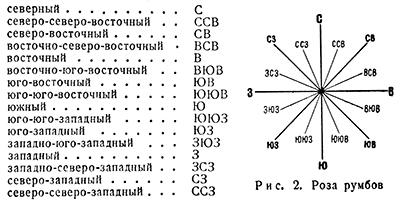 северный . . . . . . . . . С
северо-северо-восточный . . ССВ
северо-восточный . . . . . СВ
восточно-северо-восточный . ВСВ
восточный . . . . . . . . В
восточно-юго-восточный . . ВЮВ
юго-восточный . . . . . . ЮВ
юго-юго-восточный . . . . ЮЮВ
южный . . . . . . . . . . Ю
юго-юго-западный . . . . . ЮЮЗ
юго-западный . . . . . . . ЮЗ
западно-юго-западный . . . ЗЮЗ
западный . . . . . . . . . З
западно-северо-западный . . ЗСЗ
северо-западный . . . . . . СЗ
северо-северо-западный . . . ССЗ
С
СЗ ССЗ ССВ СВ
ЗСЗ ВСВ
З В
ЗЮЗ ВЮВ
ЮЗ ЮЮЗ ЮЮВ ЮВ
Ю
Рис. 2. Роза румбов